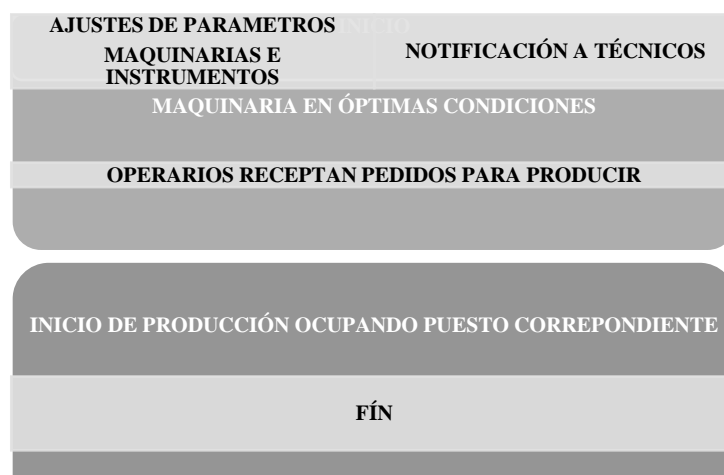 INICIO
AJUSTES DE PARAMETROS
MAQUINARIAS E
INSTRUMENTOS
NOTIFICACIÓN A TÉCNICOS
MAQUINARIA EN ÓPTIMAS CONDICIONES
OPERARIOS RECEPTAN PEDIDOS PARA PRODUCIR
INICIO DE PRODUCCIÓN OCUPANDO PUESTO CORREPONDIENTE
FÍN